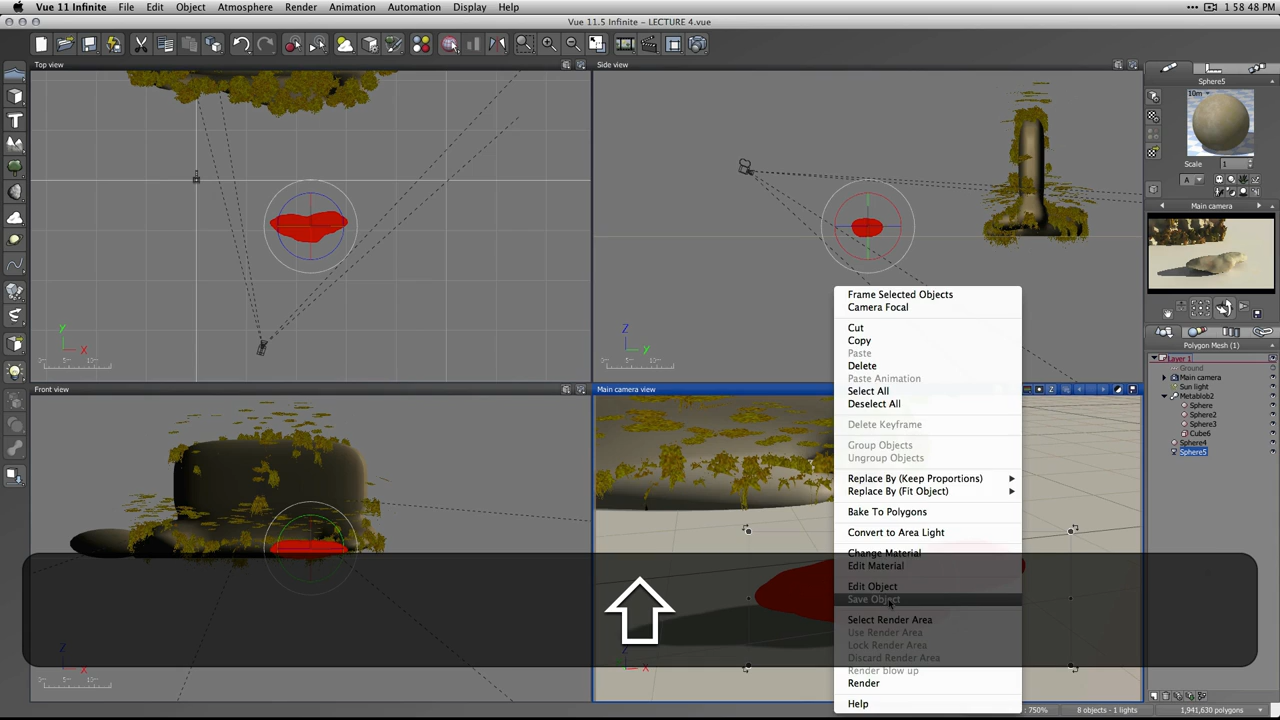 Vue 11 Infinite File Edit Object Atmosphere Render Animation Automation Display Help
1 58 48 PM
Vue 11.5 Infinite - LECTURE 4.vue
Top view
Side view
Sphere5
10m
Scale 1
A
Main camera
Y
X
Z
Y
Front view
Main camera view
Z
Frame Selected Objects
Camera Focal
Cut
Copy
Paste
Delete
Paste Animation
Select All
Deselect All
Delete Keyframe
Group Objects
Ungroup Objects
Replace By (Keep Proportions)
Replace By (Fit Object)
Bake To Polygons
Convert to Area Light
Change Material
Edit Material
Edit Object
Save Object
Select Render Area
Use Render Area
Lock Render Area
Discard Render Area
Render blow up
Render
Help
Polygon Mesh (1)
Layer 1
Ground
Main camera
Sun light
Metablob2
Sphere
Sphere2
Sphere3
Cube6
Sphere4
Sphere5
Z
X
Z
X
: 750%
8 objects - 1 lights
1,941,630 polygons